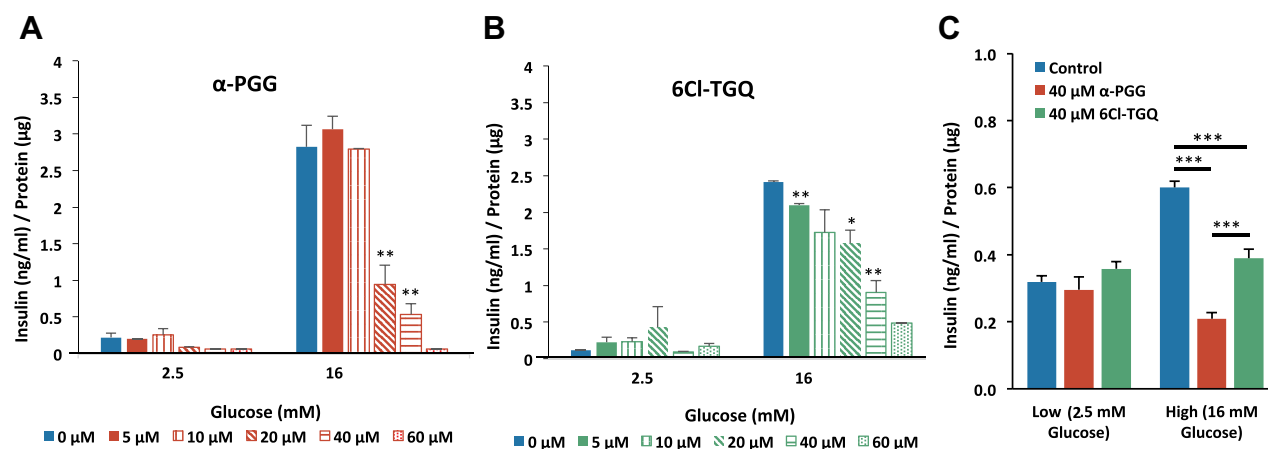 A
α-PGG
Insulin (ng/ml) / Protein (µg)
4
3.5
3
2.5
2
1.5
1
0.5
0
**
**
2.5
16
Glucose (mM)
0 µM 5 µM 10 µM 20 µM 40 µM 60 µM
B
6Cl-TGQ
Insulin (ng/ml) / Protein (µg)
4
3.5
3
2.5
2
1.5
1
0.5
0
**
*
**
2.5
16
Glucose (mM)
0 µM 5 µM 10 µM 20 µM 40 µM 60 µM
C
Control
40 µM α-PGG
40 µM 6Cl-TGQ
Insulin (ng/ml) / Protein (µg)
1.0
0.8
0.6
0.4
0.2
0.0
***
***
***
Low (2.5 mM
Glucose)
High (16 mM
Glucose)